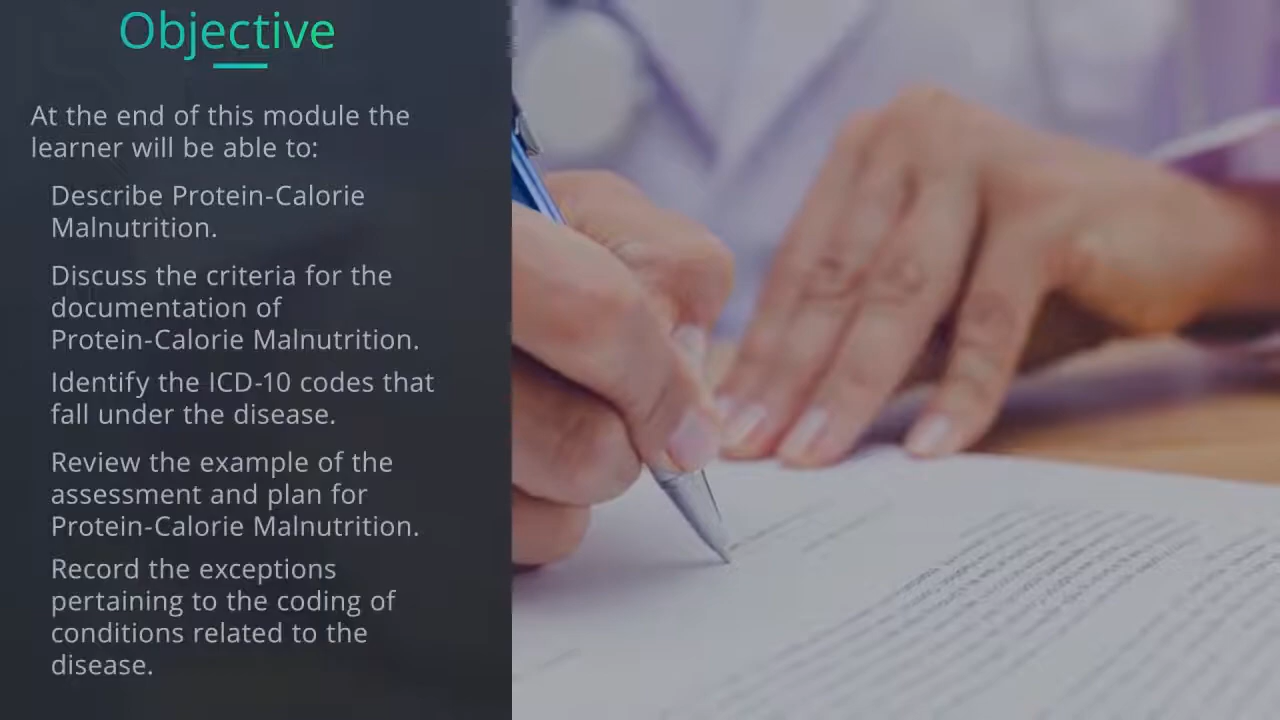 Objective
At the end of this module the
learner will be able to:
Describe Protein-Calorie
Malnutrition.
Discuss the criteria for the
documentation of
Protein-Calorie Malnutrition.
Identify the ICD-10 codes that
fall under the disease.
Review the example of the
assessment and plan for
Protein-Calorie Malnutrition.
Record the exceptions
pertaining to the coding of
conditions related to the
disease.